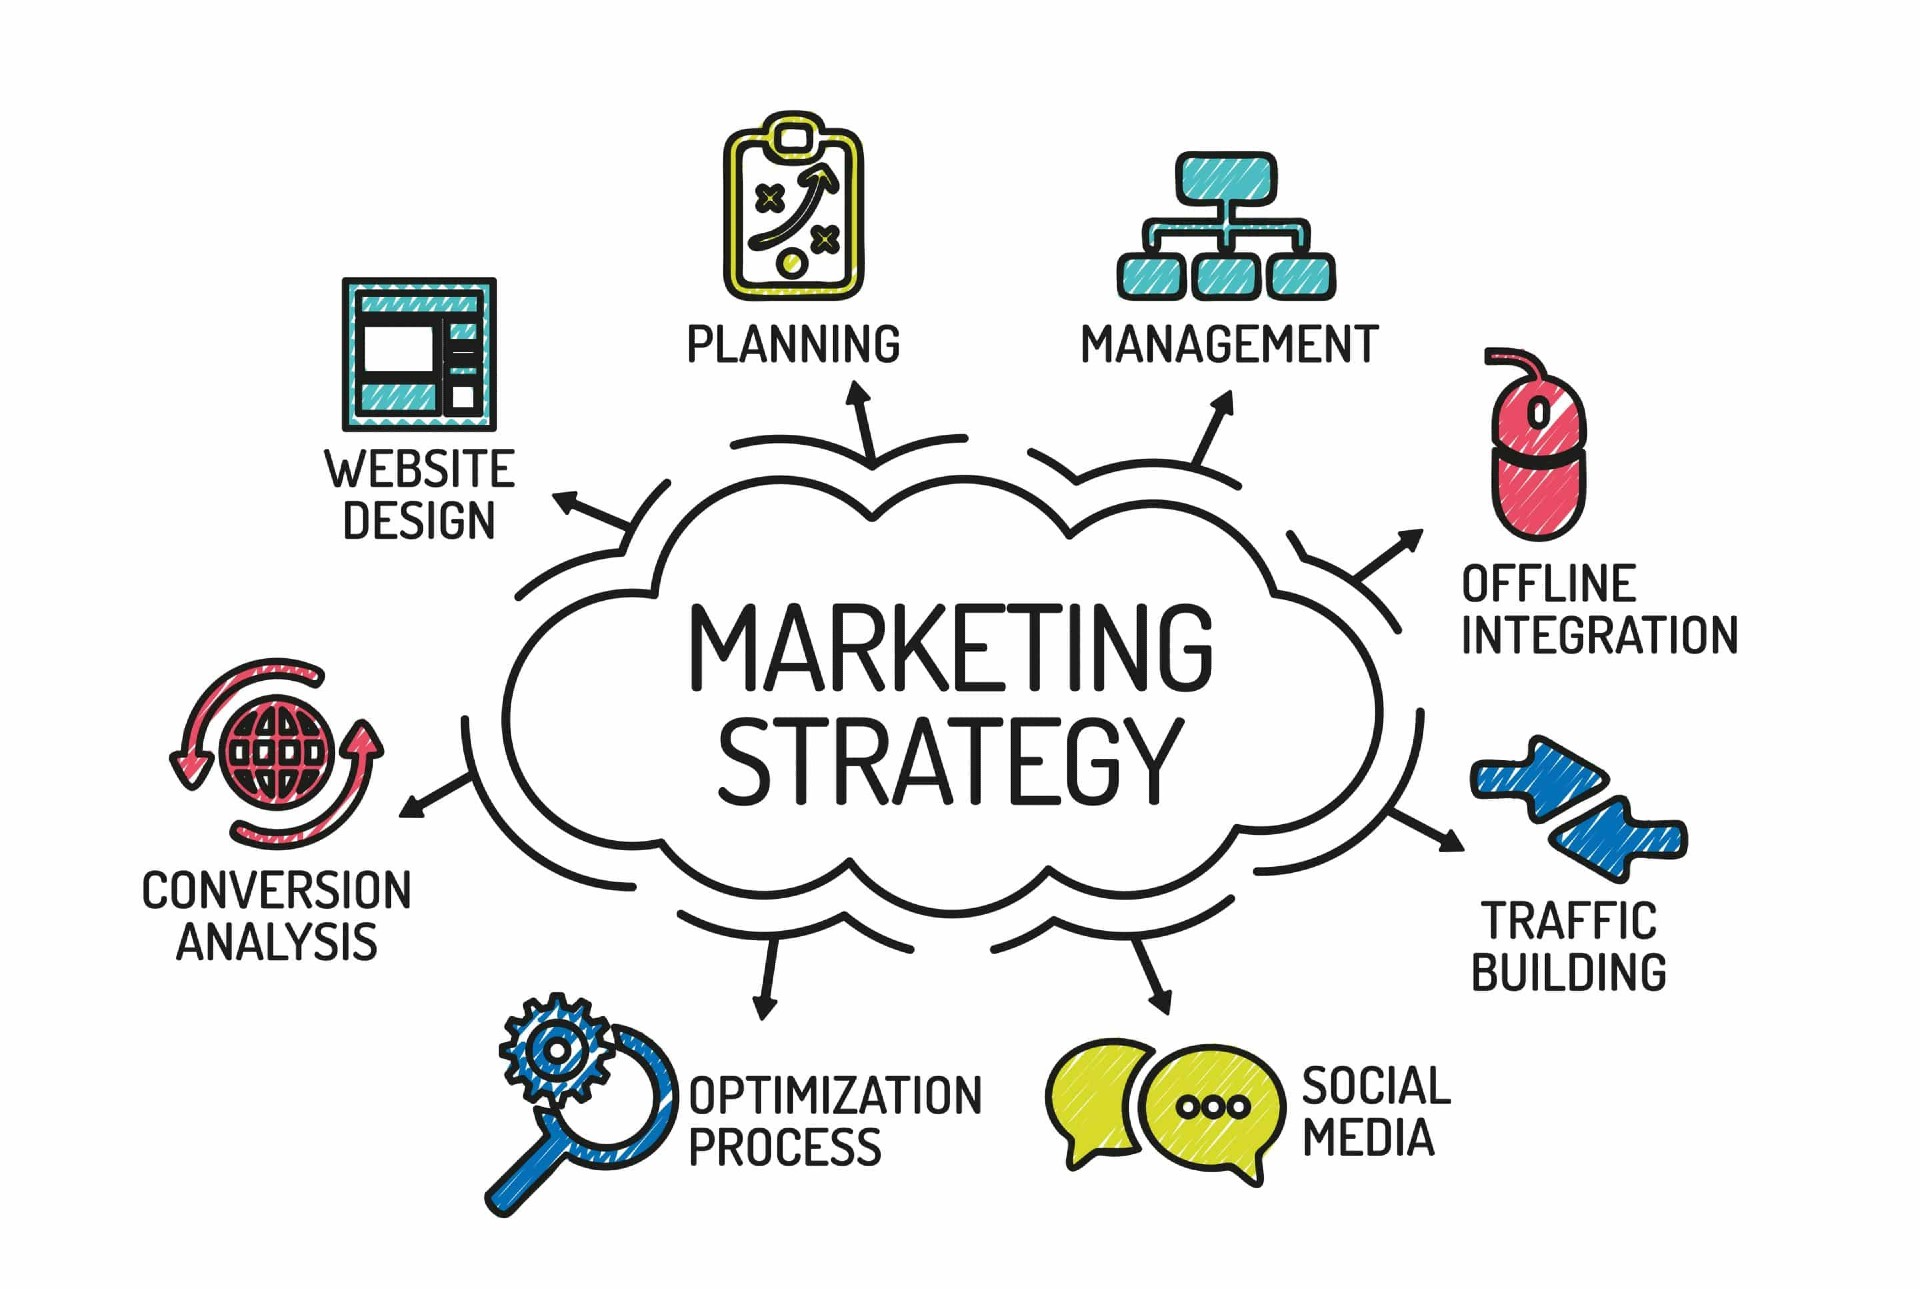 PLANNING
MANAGEMENT
WEBSITE
DESIGN
OFFLINE
INTEGRATION
MARKETING
STRATEGY
CONVERSION
ANALYSIS
TRAFFIC
BUILDING
OPTIMIZATION
PROCESS
SOCIAL
MEDIA